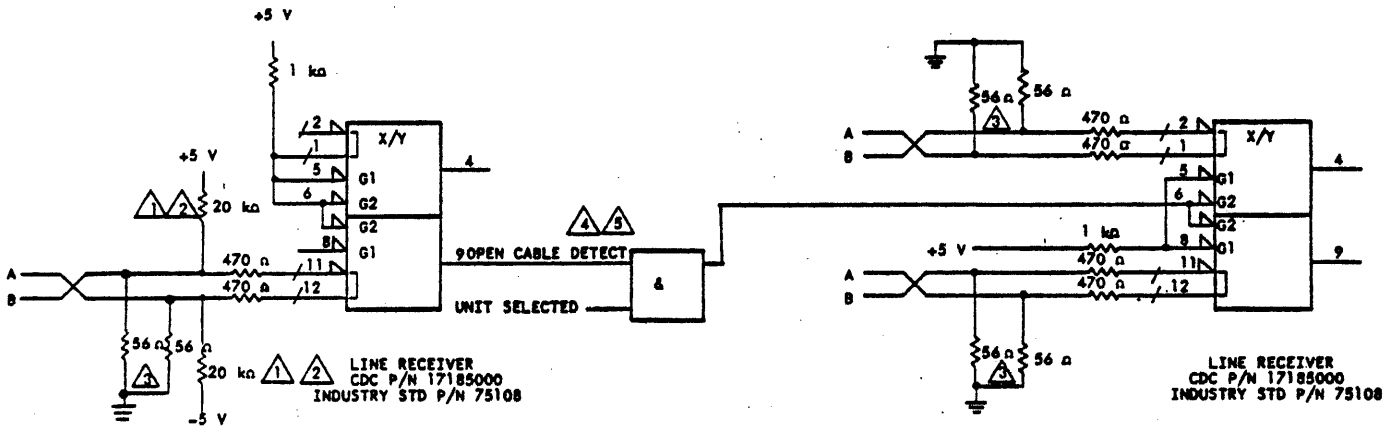 +5 V
1 kΩ
2
X/Y
1
4
5
G1
6
G2
G2
8
G1
+5 V
1 2
20 kΩ
A
B
470 Ω
470 Ω
11
12
9 OPEN CABLE DETECT
4 5
UNIT SELECTED
&
56 Ω
56 Ω
3
20 kΩ
1 2
-5 V
LINE RECEIVER
CDC P/N 17185000
INDUSTRY STD P/N 75108
56 Ω
56 Ω
3
A
B
470 Ω
470 Ω
2
1
X/Y
4
5
G1
6
G2
G2
+5 V
1 kΩ
8
G1
9
A
B
470 Ω
470 Ω
11
12
56 Ω
56 Ω
3
LINE RECEIVER
CDC P/N 17185000
INDUSTRY STD P/N 75108